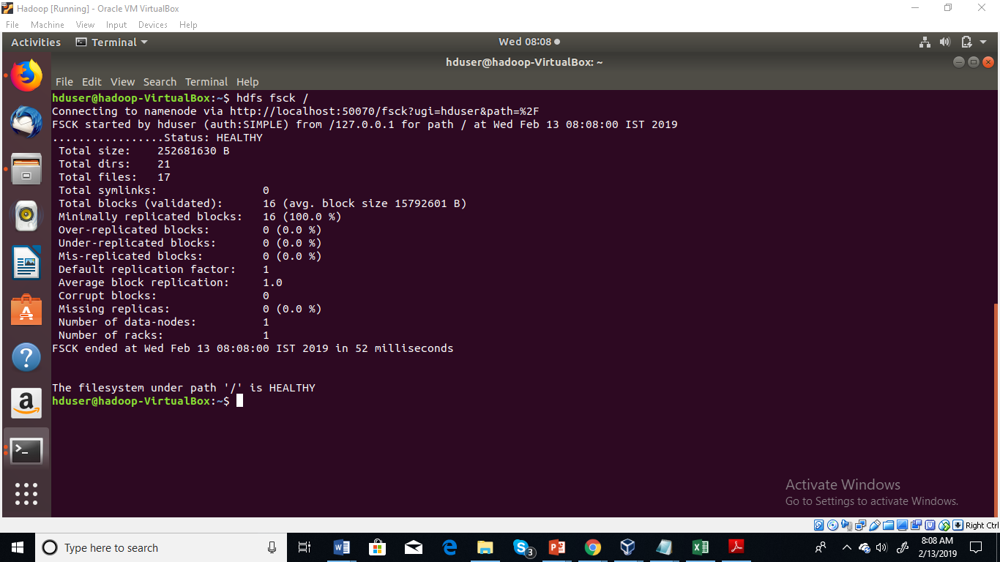 Hadoop [Running] - Oracle VM VirtualBox
File Machine View Input Devices Help
Activities Terminal Wed 08:08
hduser@hadoop-VirtualBox: ~
File Edit View Search Terminal Help
hduser@hadoop-VirtualBox:~$ hdfs fsck /
Connecting to namenode via http://localhost:50070/fsck?ugi=hduser&path=%2F
FSCK started by hduser (auth:SIMPLE) from /127.0.0.1 for path / at Wed Feb 13 08:08:00 IST 2019
.................Status: HEALTHY
Total size: 252681630 B
Total dirs: 21
Total files: 17
Total symlinks: 0
Total blocks (validated): 16 (avg. block size 15792601 B)
Minimally replicated blocks: 16 (100.0 %)
Over-replicated blocks: 0 (0.0 %)
Under-replicated blocks: 0 (0.0 %)
Mis-replicated blocks: 0 (0.0 %)
Default replication factor: 1
Average block replication: 1.0
Corrupt blocks: 0
Missing replicas: 0 (0.0 %)
Number of data-nodes: 1
Number of racks: 1
FSCK ended at Wed Feb 13 08:08:00 IST 2019 in 52 milliseconds
The filesystem under path '/' is HEALTHY
hduser@hadoop-VirtualBox:~$
Activate Windows
Go to Settings to activate Windows.
Right Ctrl
Type here to search
3
8:08 AM
2/13/2019